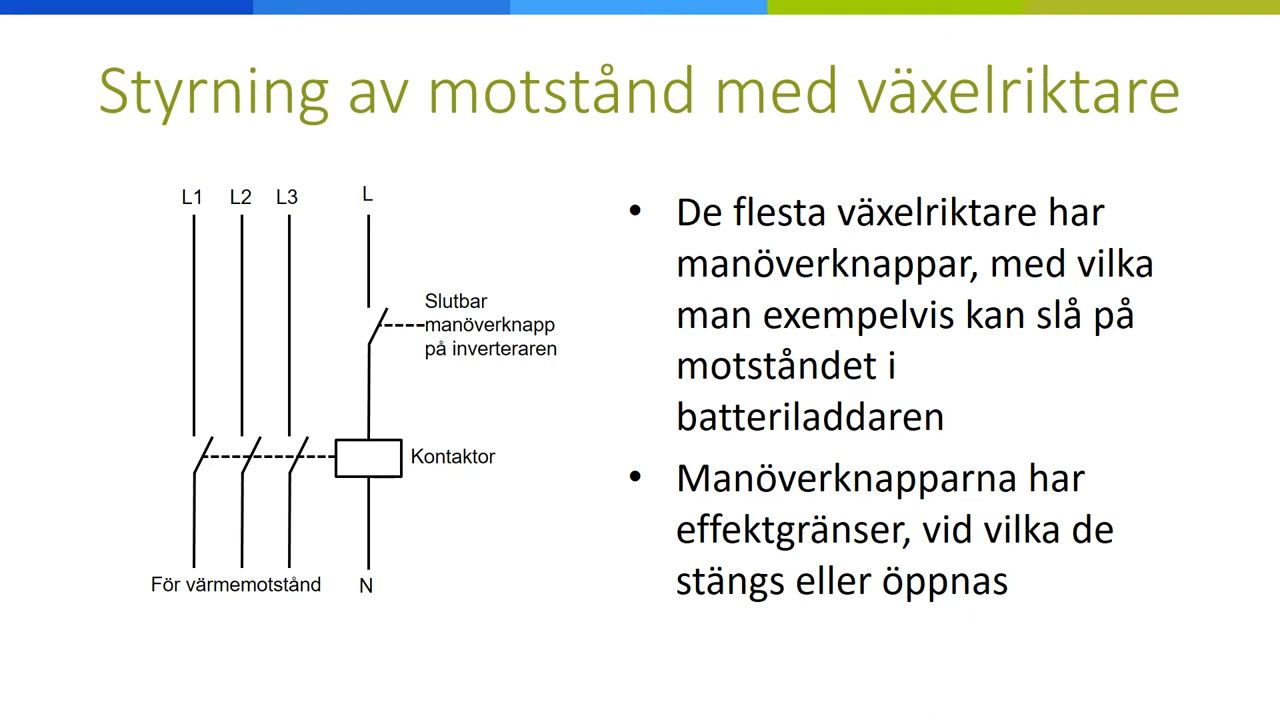 Styrning av motstånd med växelriktare
L1 L2 L3 L
Slutbar
manöverknapp
på inverteraren
Kontaktor
För värmemotstånd N
• De flesta växelriktare har
manöverknappar, med vilka
man exempelvis kan slå på
motståndet i
batteriladdaren
• Manöverknapparna har
effektgränser, vid vilka de
stängs eller öppnas